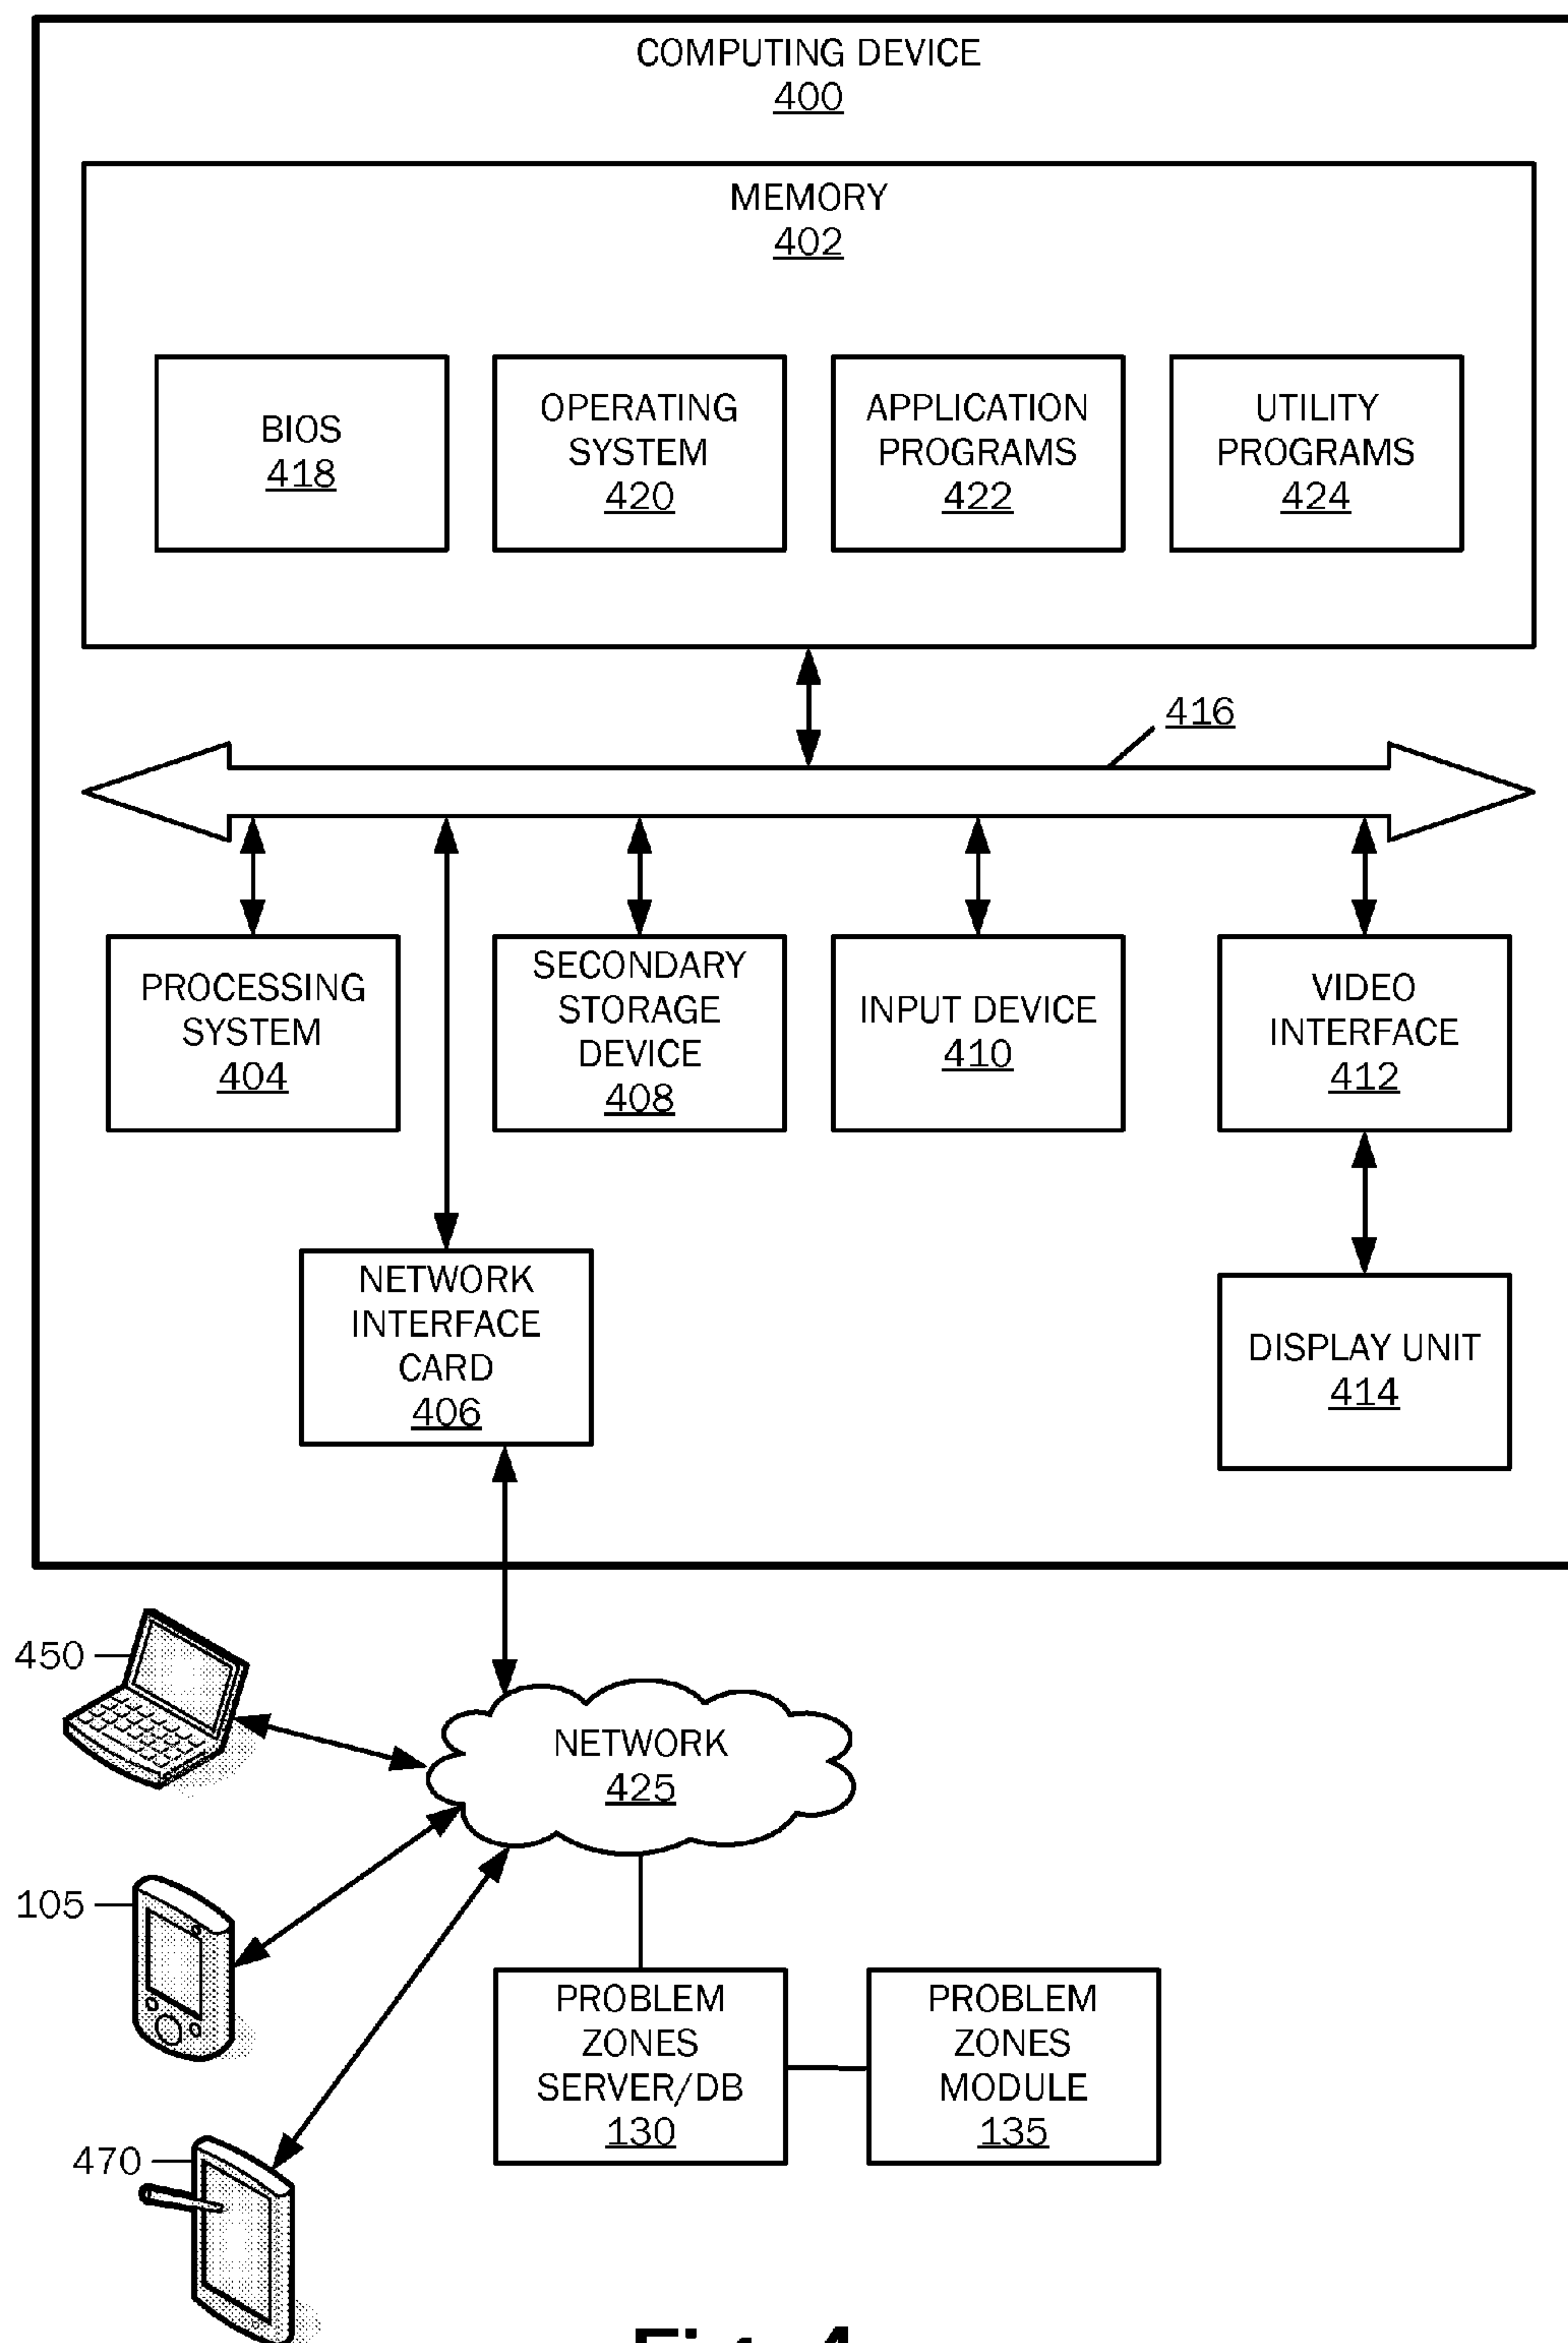 COMPUTING DEVICE
400
MEMORY
402
BIOS
418
OPERATING
SYSTEM
420
APPLICATION
PROGRAMS
422
UTILITY
PROGRAMS
424
416
PROCESSING
SYSTEM
404
SECONDARY
STORAGE
DEVICE
408
INPUT DEVICE
410
VIDEO
INTERFACE
412
NETWORK
INTERFACE
CARD
406
DISPLAY UNIT
414
450
NETWORK
425
105
PROBLEM
ZONES
SERVER/DB
130
PROBLEM
ZONES
MODULE
135
470